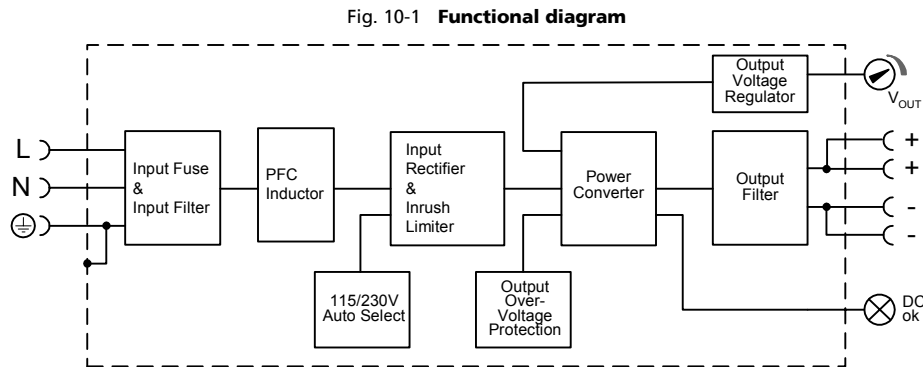 Fig. 10-1 Functional diagram
Output
Voltage
Regulator
V_OUT
L
N
Input Fuse
&
Input Filter
PFC
Inductor
Input
Rectifier
&
Inrush
Limiter
Power
Converter
Output
Filter
+
+
-
-
115/230V
Auto Select
Output
Over-
Voltage
Protection
DC
ok